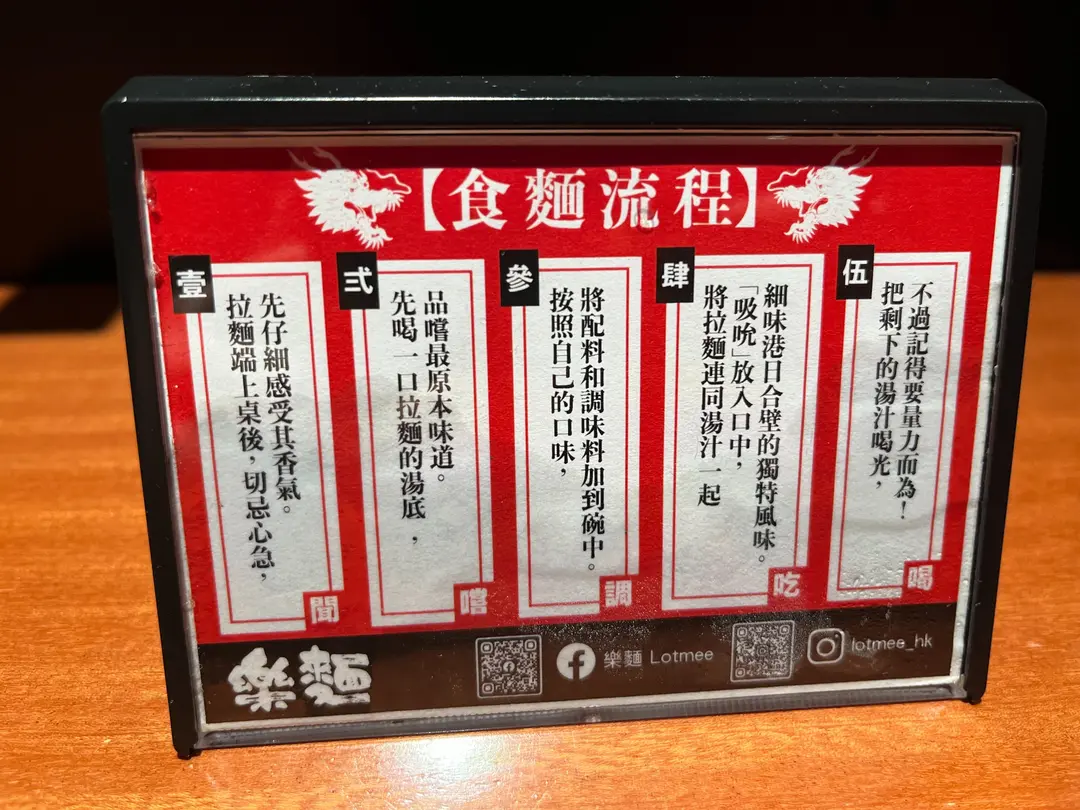 【食麵流程】
壹
拉麵端上桌後，切忌心急，
先仔細感受其香氣。
聞
弍
先喝一口拉麵的湯底，
品嚐最原本味道。
嚐
參
按照自己的口味，
將配料和調味料加到碗中。
調
肆
將拉麵連同湯汁一起
「吸吮」放入口中，
細味港日合壁的獨特風味。
吃
伍
把剩下的湯汁喝光，
不過記得要量力而為！
喝
樂麵
樂麵 Lotmee
lotmee_hk